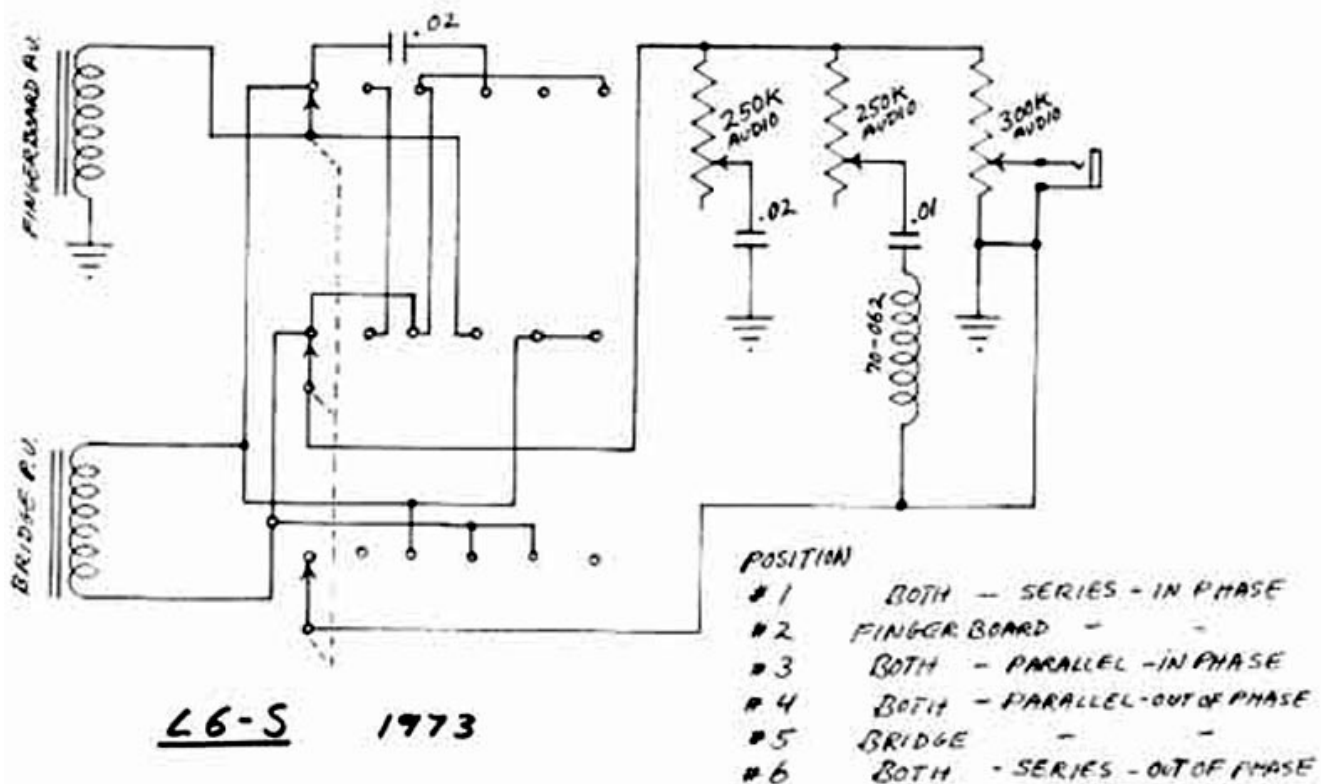 FINGERBOARD P.U.
.02
250K
AUDIO
250K
AUDIO
300K
AUDIO
.02
.01
70-062
BRIDGE P.U.
POSITION
#1 BOTH - SERIES - IN PHASE
#2 FINGERBOARD - -
#3 BOTH - PARALLEL - IN PHASE
#4 BOTH - PARALLEL - OUT OF PHASE
#5 BRIDGE - -
#6 BOTH - SERIES - OUT OF PHASE
L6-S 1973